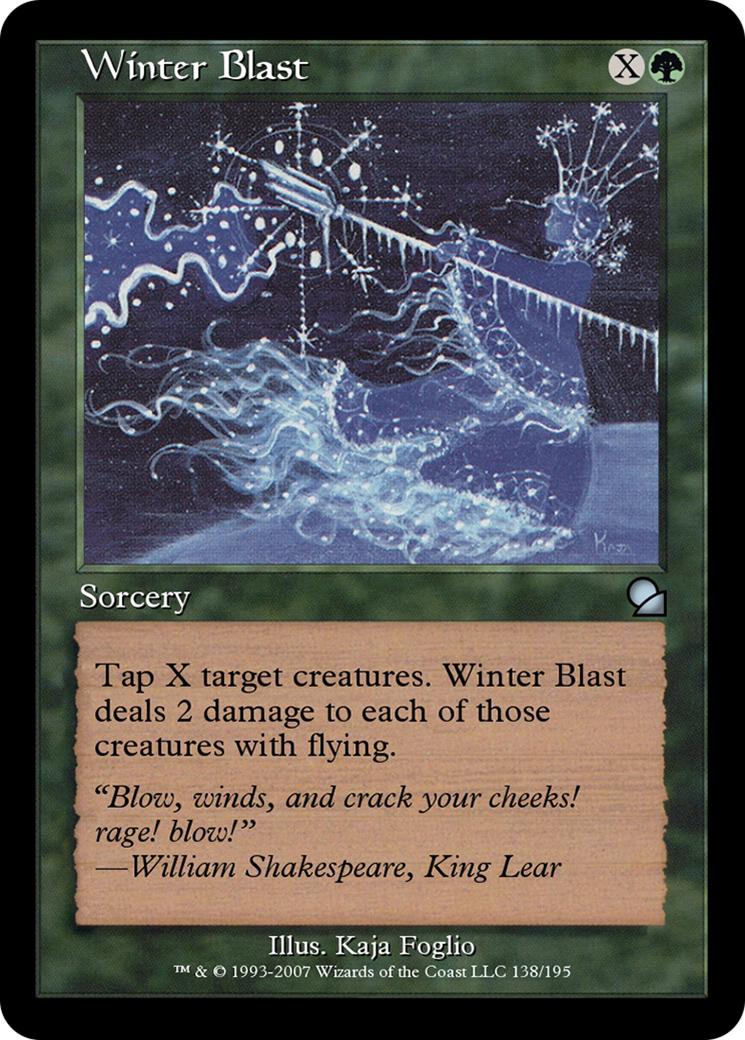 Winter Blast
X
Kaja
Sorcery
Tap X target creatures. Winter Blast
deals 2 damage to each of those
creatures with flying.
“Blow, winds, and crack your cheeks!
rage! blow!”
—William Shakespeare, King Lear
Illus. Kaja Foglio
™ & © 1993-2007 Wizards of the Coast LLC 138/195